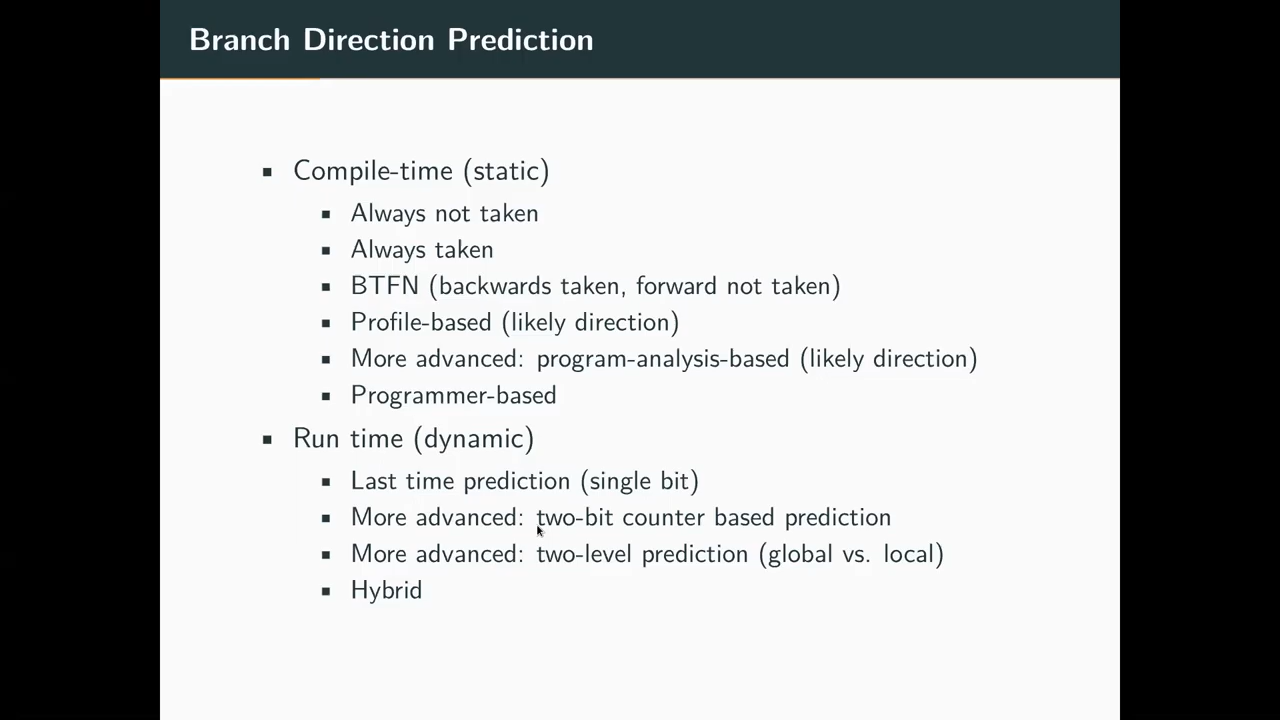 Branch Direction Prediction
▪ Compile-time (static)
▪ Always not taken
▪ Always taken
▪ BTFN (backwards taken, forward not taken)
▪ Profile-based (likely direction)
▪ More advanced: program-analysis-based (likely direction)
▪ Programmer-based
▪ Run time (dynamic)
▪ Last time prediction (single bit)
▪ More advanced: two-bit counter based prediction
▪ More advanced: two-level prediction (global vs. local)
▪ Hybrid